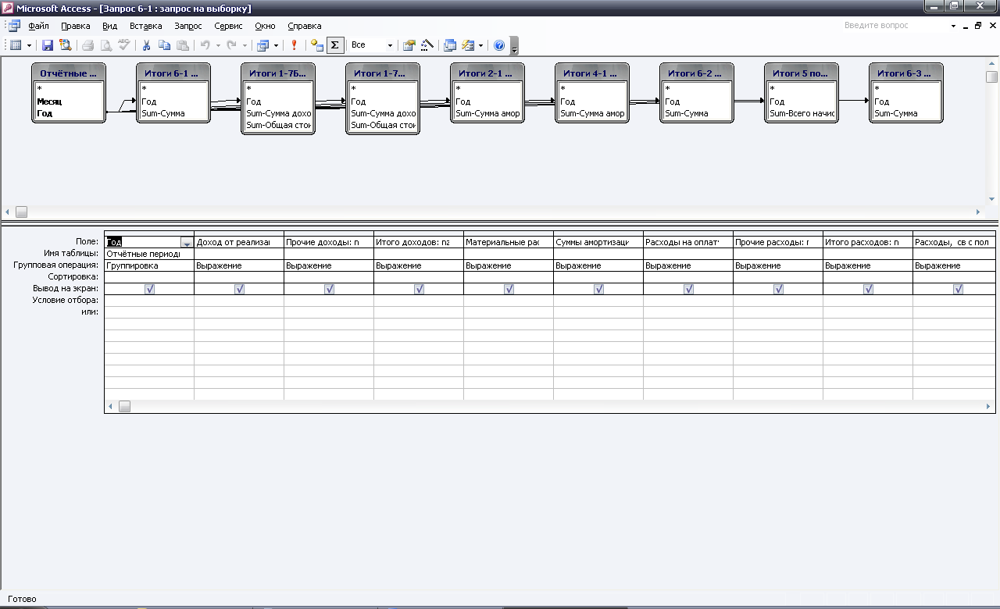 Microsoft Access - [Запрос 6-1 : запрос на выборку]
Файл Правка Вид Вставка Запрос Сервис Окно Справка Введите вопрос
Все
Отчётные ... Итоги 6-1 ... Итоги 1-7Б... Итоги 1-7... Итоги 2-1 ... Итоги 4-1 ... Итоги 6-2 ... Итоги 5 по... Итоги 6-3 ...
* * * * * * * * *
Месяц Год Год Год Год Год Год Год Год
Год Sum-Сумма Sum-Сумма дохо Sum-Сумма дохо Sum-Сумма амор Sum-Сумма амор Sum-Сумма Sum-Всего начис Sum-Сумма
Sum-Общая стои Sum-Общая стои
Поле: Год Доход от реализа Прочие доходы: n Итого доходов: nz Материальные рас Суммы амортизаци Расходы на оплат Прочие расходы: n Итого расходов: n Расходы, св с пол
Имя таблицы: Отчётные периоды
Групповая операция: Группировка Выражение Выражение Выражение Выражение Выражение Выражение Выражение Выражение Выражение
Сортировка:
Вывод на экран:
Условие отбора:
или:
Готово